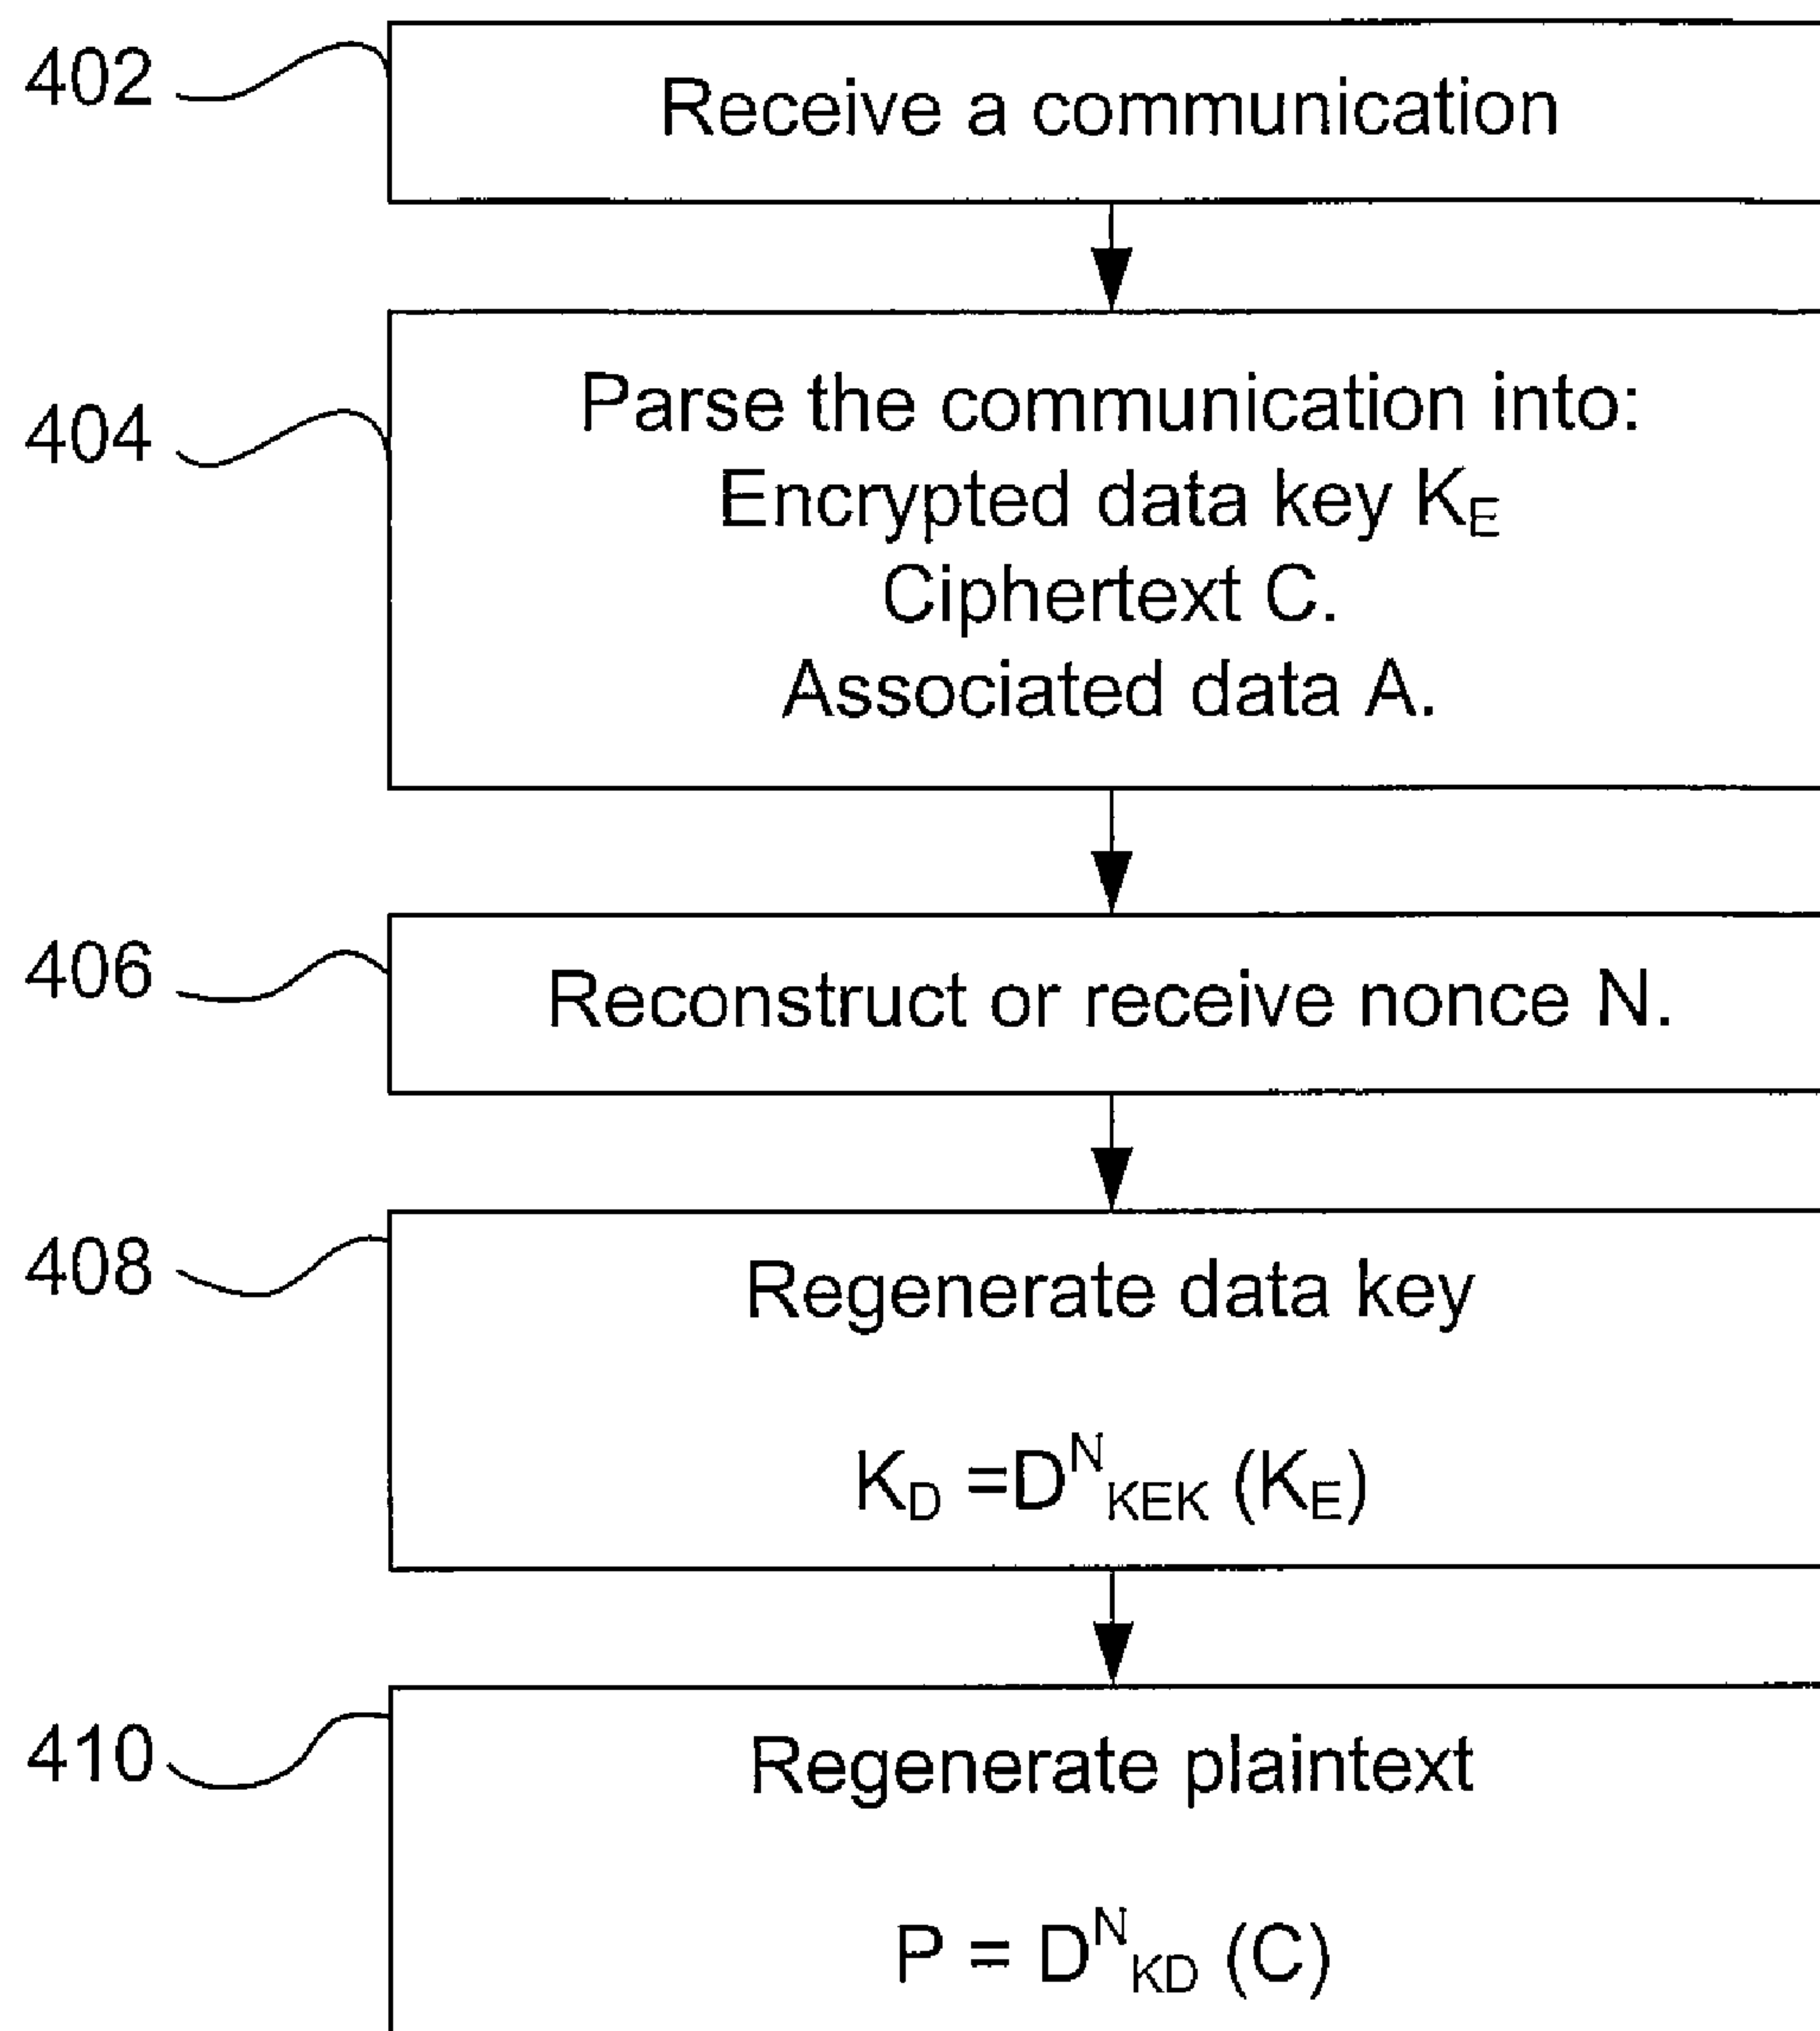 402
Receive a communication
404
Parse the communication into:
Encrypted data key K_E
Ciphertext C.
Associated data A.
406
Reconstruct or receive nonce N.
408
Regenerate data key
K_D =D^N_KEK (K_E)
410
Regenerate plaintext
P = D^N_KD (C)